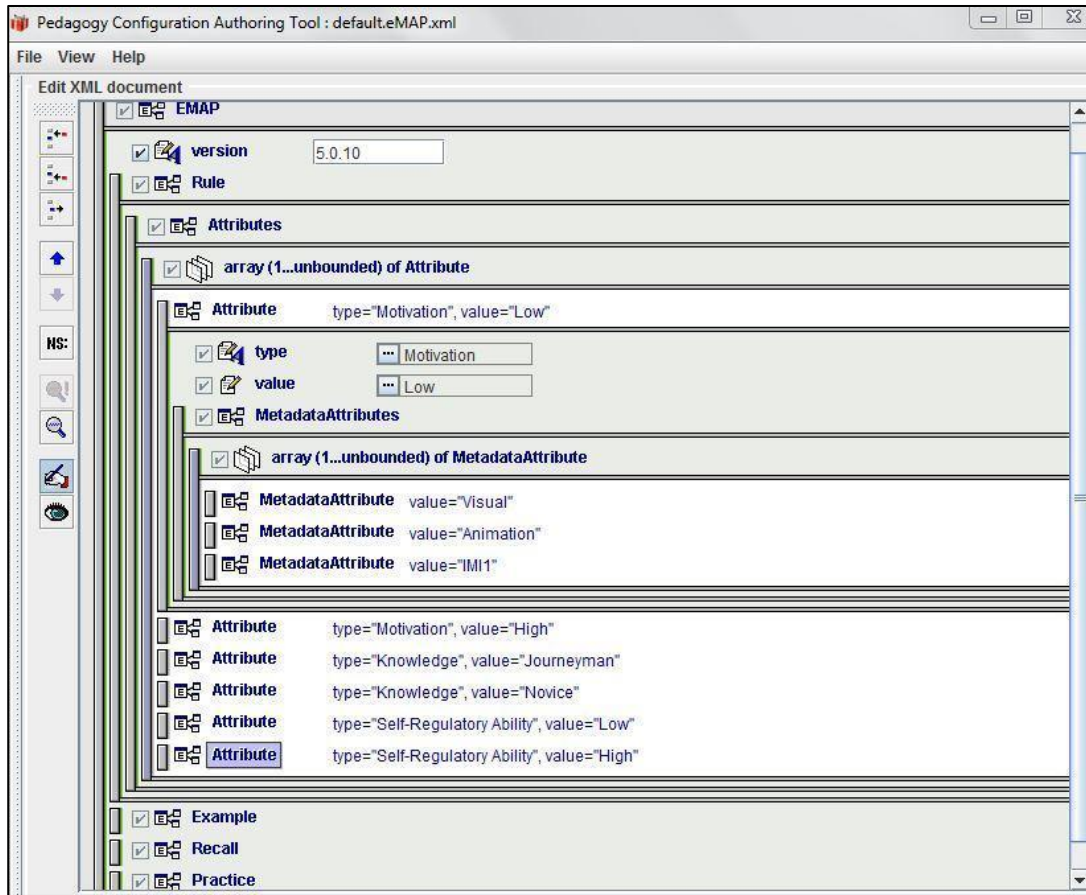 Pedagogy Configuration Authoring Tool : default.eMAP.xml
File View Help
Edit XML document
EMAP
version 5.0.10
Rule
Attributes
array (1...unbounded) of Attribute
Attribute type="Motivation", value="Low"
type Motivation
value Low
MetadataAttributes
array (1...unbounded) of MetadataAttribute
MetadataAttribute value="Visual"
MetadataAttribute value="Animation"
MetadataAttribute value="IMI1"
Attribute type="Motivation", value="High"
Attribute type="Knowledge", value="Journeyman"
Attribute type="Knowledge", value="Novice"
Attribute type="Self-Regulatory Ability", value="Low"
Attribute type="Self-Regulatory Ability", value="High"
Example
Recall
Practice
NS: